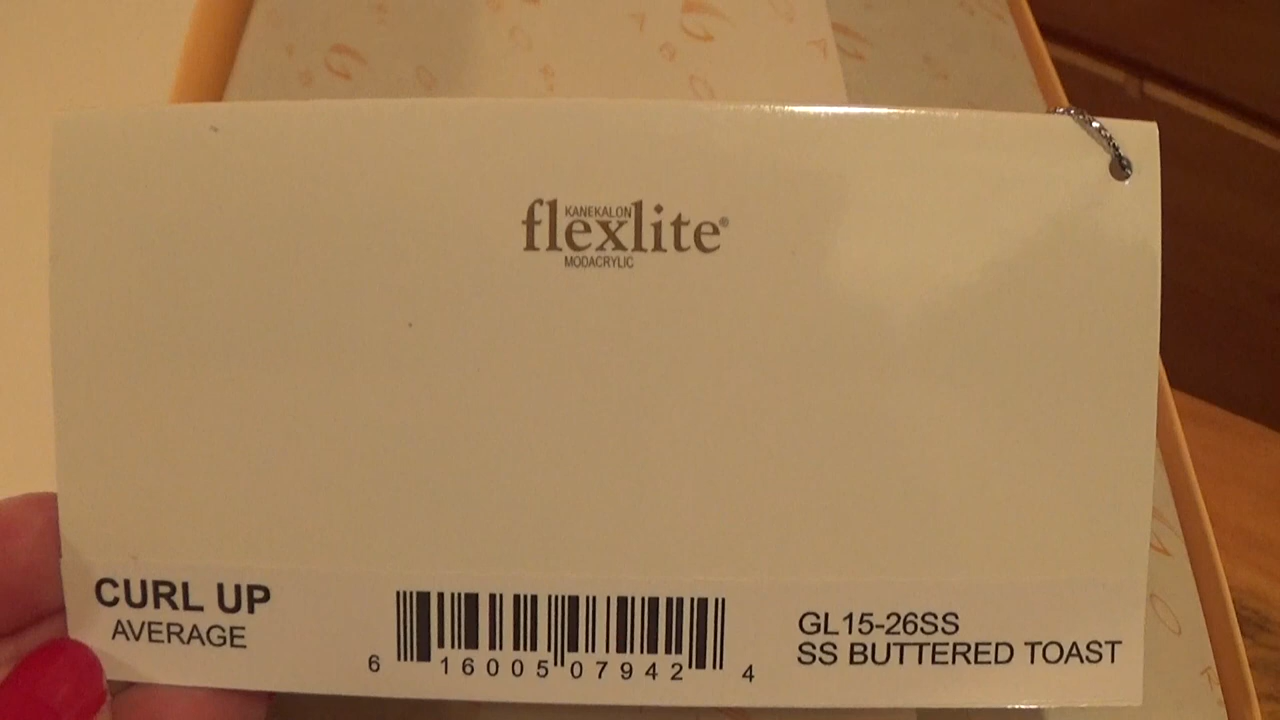 KANEKALON
flexlite®
MODACRYLIC
CURL UP
AVERAGE
6 16005 07942 4
GL15-26SS
SS BUTTERED TOAST